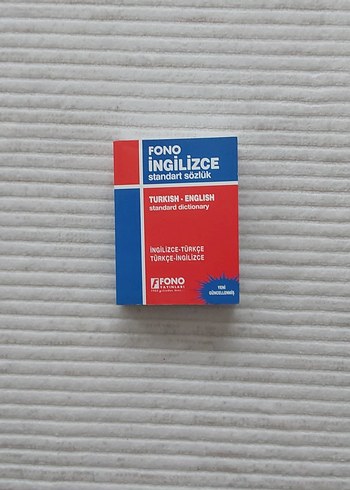 FONO
İNGİLİZCE
standart sözlük
TURKISH - ENGLISH
standard dictionary
İNGİLİZCE-TÜRKÇE
TÜRKÇE-İNGİLİZCE
FONO
YAYINLARI
YENİ
GÜNCELLENMİŞ